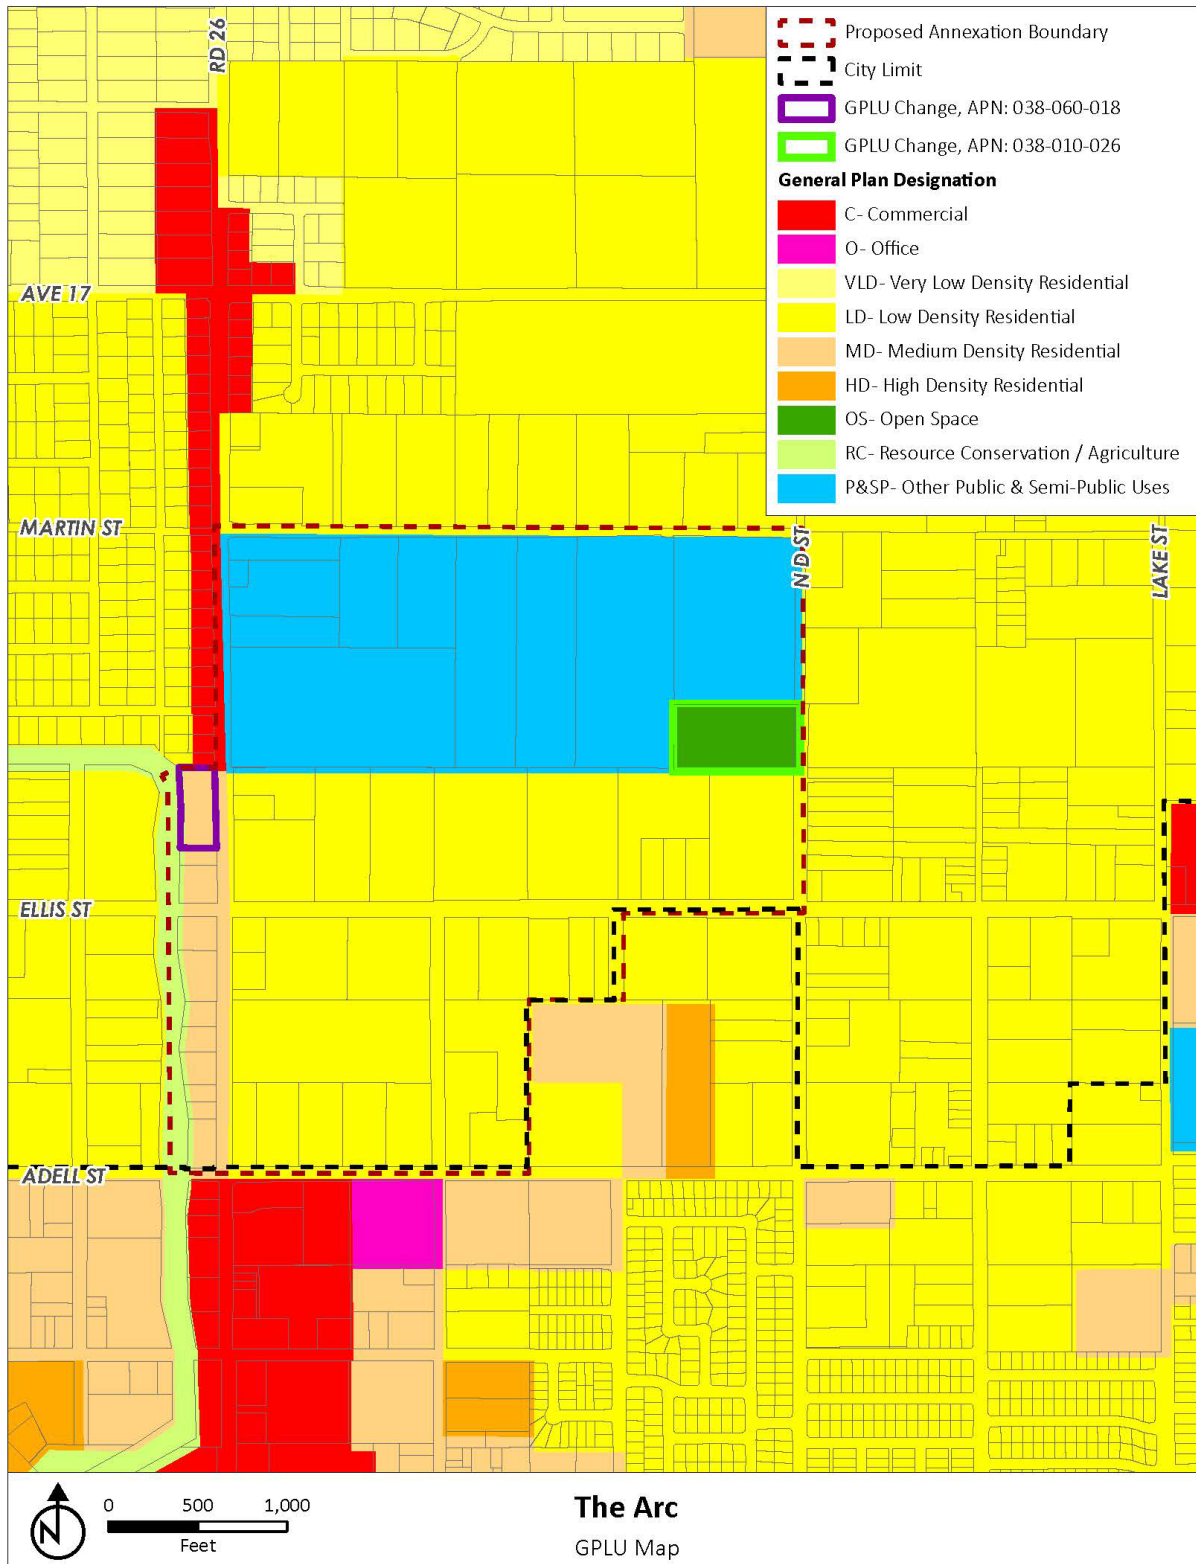 RD 26
Proposed Annexation Boundary
City Limit
GPLU Change, APN: 038-060-018
GPLU Change, APN: 038-010-026
General Plan Designation
C- Commercial
O- Office
VLD- Very Low Density Residential
LD- Low Density Residential
MD- Medium Density Residential
HD- High Density Residential
OS- Open Space
RC- Resource Conservation / Agriculture
P&SP- Other Public & Semi-Public Uses
AVE 17
MARTIN ST
N D ST
LAKE ST
ELLIS ST
ADELL ST
N
0 500 1,000
Feet
The Arc
GPLU Map